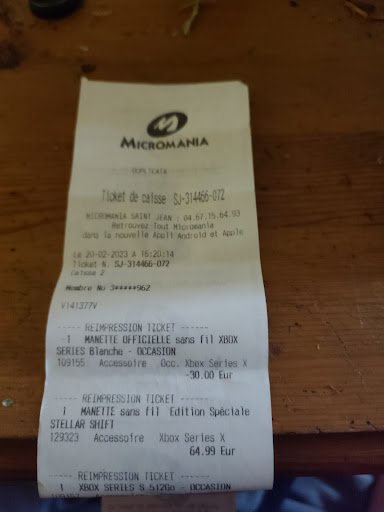 MICROMANIA
DUPLICATA
Ticket de caisse SJ-314466-072
MICROMANIA SAINT JEAN : 04.67.15.64.93
Retrouvez Tout Micromania
dans la nouvelle Appli Android et Apple
Le 20-02-2023 A 16:20:14
Ticket N. SJ-314466-072
Caisse 2
Membre No 3*****962
V141377V
----- REIMPRESSION TICKET -----
1 MANETTE OFFICIELLE sans fil XBOX
SERIES Blanche - OCCASION
109155 Accessoire Occ. Xbox Series X
-30.00 Eur
----- REIMPRESSION TICKET -----
1 MANETTE sans fil Edition Spéciale
STELLAR SHIFT
129323 Accessoire Xbox Series X
64.99 Eur
----- REIMPRESSION TICKET -----
1 XBOX SERIES S 512Go - OCCASION